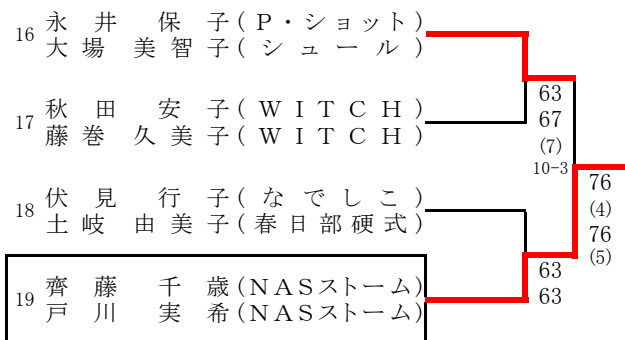 16 永井 保子(P・ショット)
大場 美智子(シュール)
63
67
(7)
10-3
17 秋田 安子(WITCH)
藤巻 久美子(WITCH)
76
(4)
76
(5)
18 伏見 行子(なでしこ)
土岐 由美子(春日部硬式)
63
63
19 齊藤 千歳(NASストーム)
戸川 実希(NASストーム)